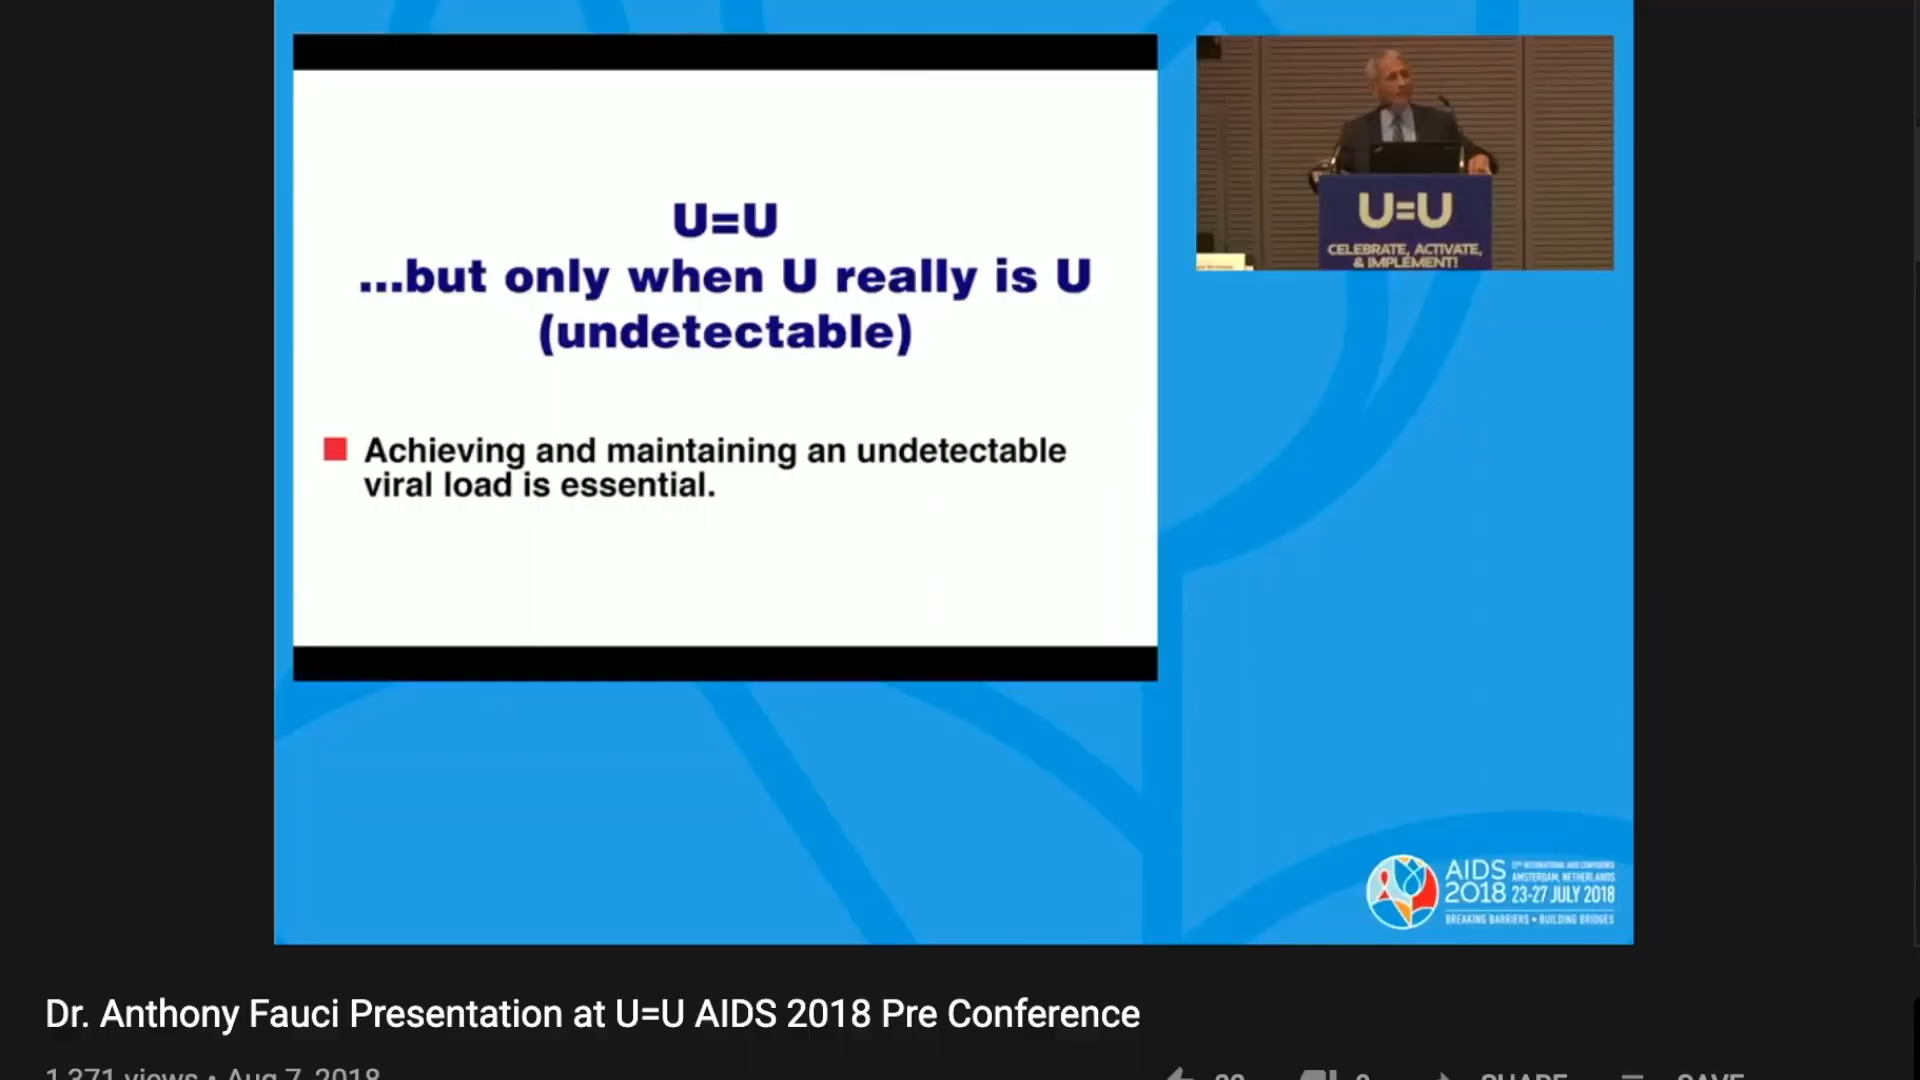 U=U
...but only when U really is U
(undetectable)
Achieving and maintaining an undetectable
viral load is essential.
U=U
CELEBRATE, ACTIVATE,
& IMPLEMENT!
AIDS
2018
AMSTERDAM, NETHERLANDS
23-27 JULY 2018
BREAKING BARRIERS • BUILDING BRIDGES
Dr. Anthony Fauci Presentation at U=U AIDS 2018 Pre Conference
1,371 views • Aug 7, 2018
SHARE
SAVE